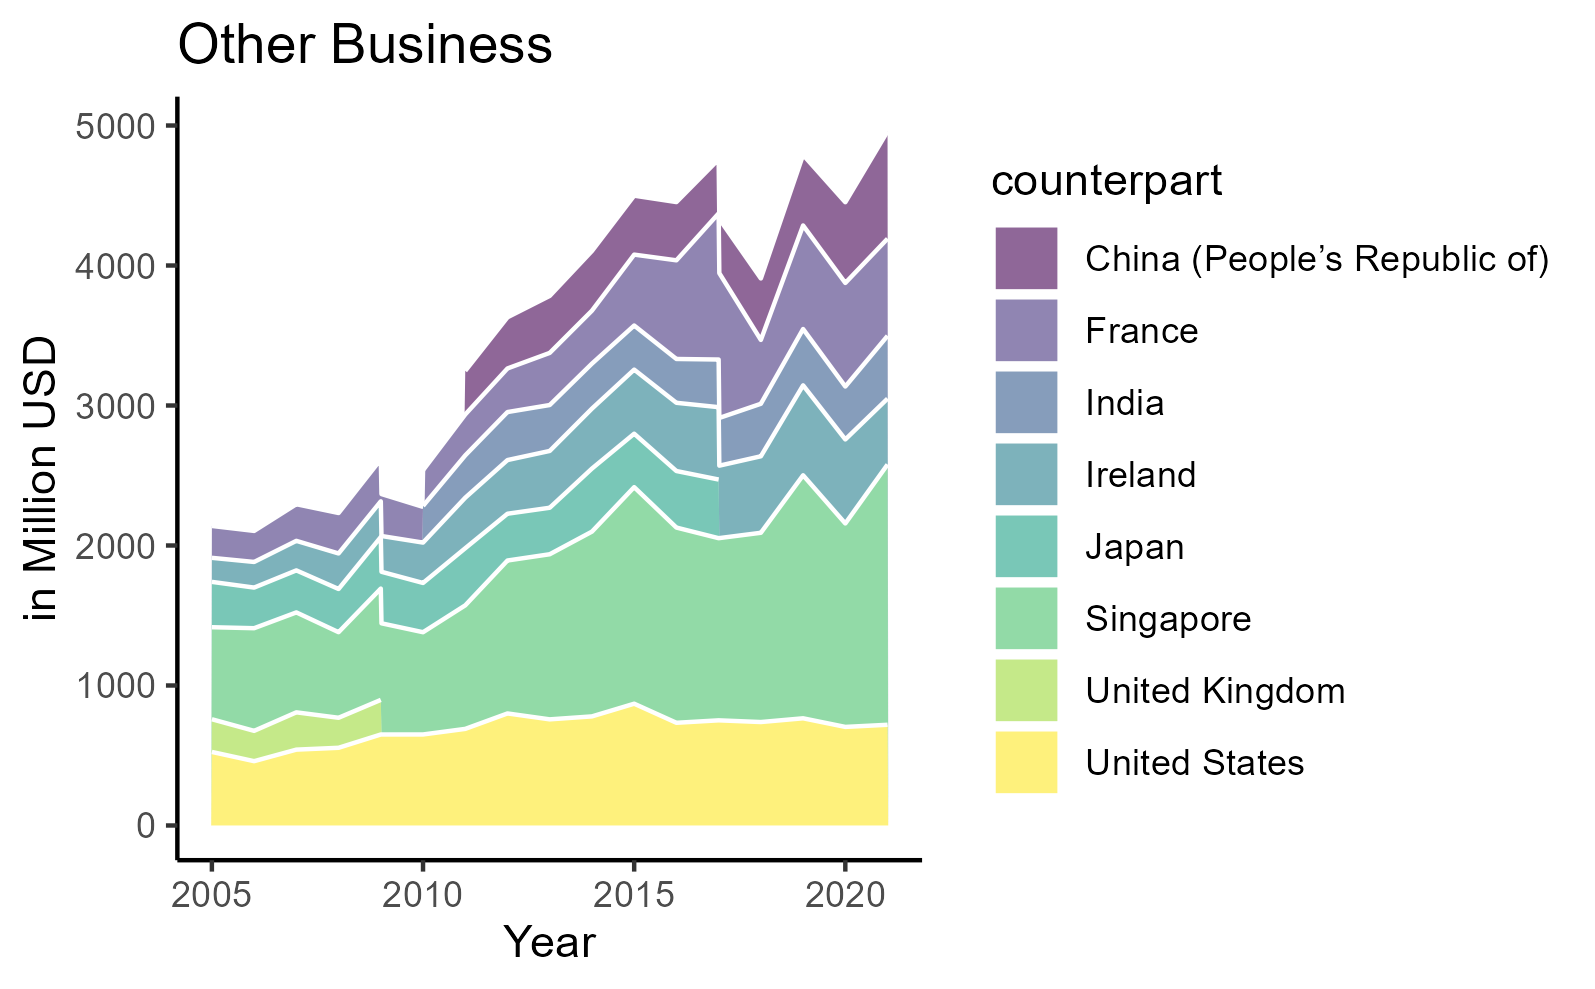 Other Business
5000
4000
3000
2000
1000
0
in Million USD
2005
2010
2015
2020
Year
counterpart
China (People’s Republic of)
France
India
Ireland
Japan
Singapore
United Kingdom
United States